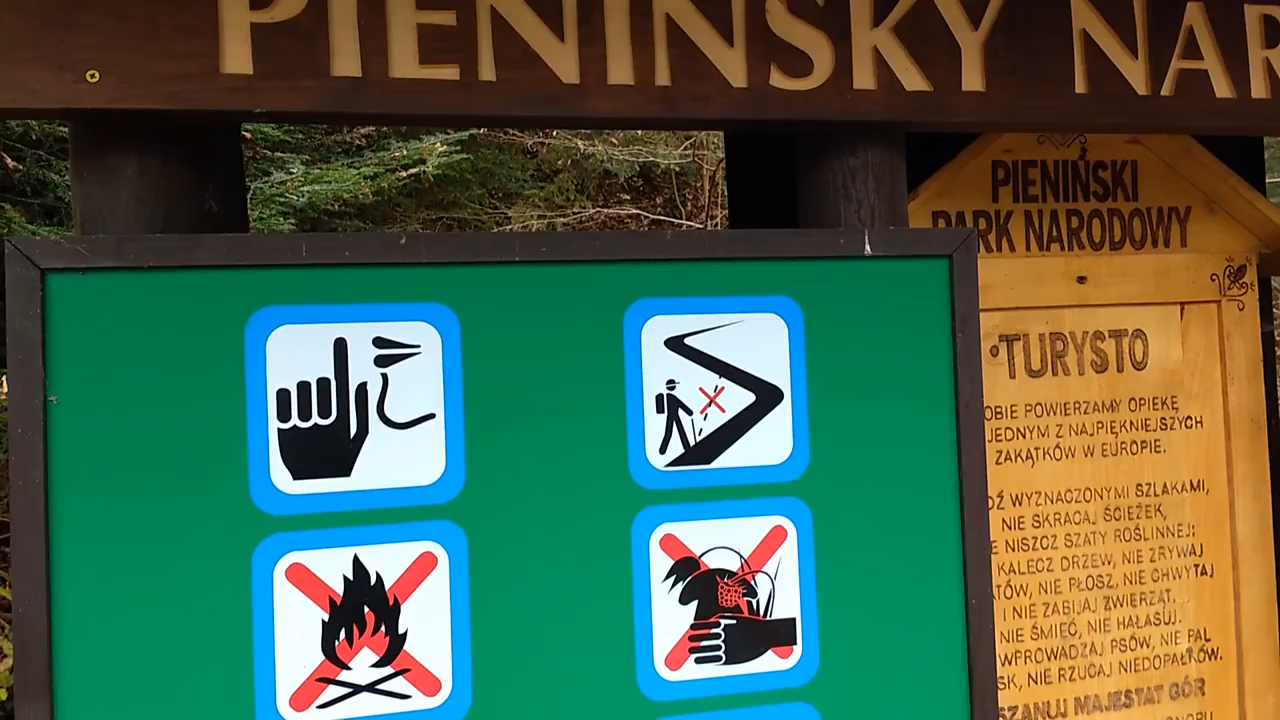 PIENINSKÝ NAR
PIENIŃSKI
PARK NARODOWY
TURYSTO
OBIE POWIERZAMY OPIEKĘ
JEDNYM Z NAJPIĘKNIEJSZYCH
ZAKĄTKÓW W EUROPIE.
DŹ WYZNACZONYMI SZLAKAMI,
NIE SKRACAJ ŚCIEŻEK,
E NISZCZ SZATY ROŚLINNEJ:
KALECZ DRZEW, NIE ZRYWAJ
TÓW, NIE PŁOSZ, NIE CHWYTAJ
I NIE ZABIJAJ ZWIERZĄT.
NIE ŚMIEĆ, NIE HAŁASUJ.
WPROWADZAJ PSÓW, NIE PAL
SK, NIE RZUCAJ NIEDOPAŁKÓW.
SZANUJ MAJESTAT GÓR